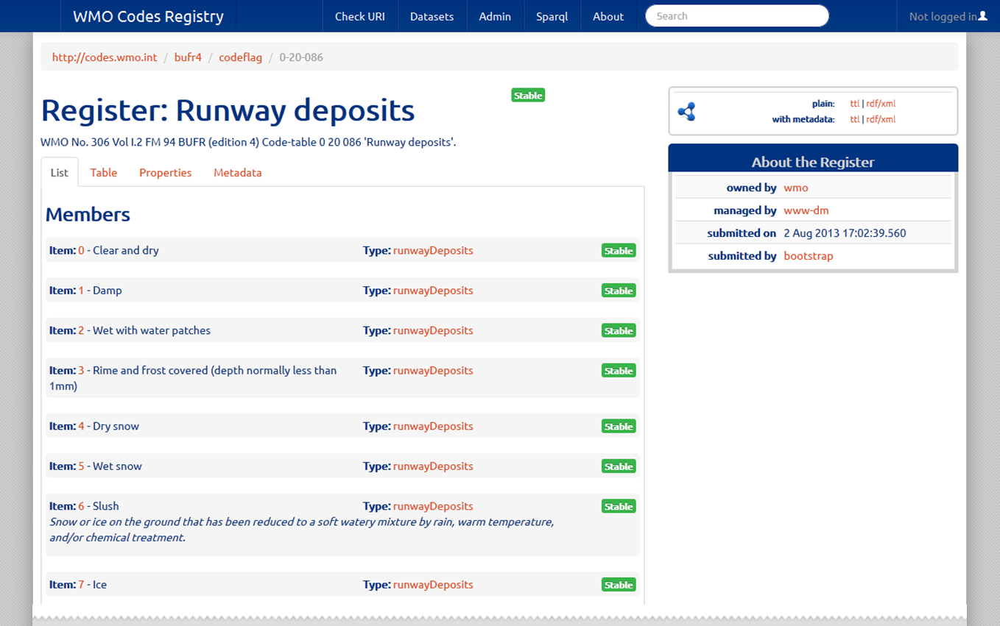 WMO Codes Registry
Check URI
Datasets
Admin
Sparql
About
Search
Not logged in
http://codes.wmo.int / bufr4 / codeflag / 0-20-086
Register: Runway deposits
Stable
WMO No. 306 Vol I.2 FM 94 BUFR (edition 4) Code-table 0 20 086 'Runway deposits'.
List
Table
Properties
Metadata
Members
Item: 0 - Clear and dry
Type: runwayDeposits
Stable
Item: 1 - Damp
Type: runwayDeposits
Stable
Item: 2 - Wet with water patches
Type: runwayDeposits
Stable
Item: 3 - Rime and frost covered (depth normally less than
1mm)
Type: runwayDeposits
Stable
Item: 4 - Dry snow
Type: runwayDeposits
Stable
Item: 5 - Wet snow
Type: runwayDeposits
Stable
Item: 6 - Slush
Type: runwayDeposits
Stable
Snow or ice on the ground that has been reduced to a soft watery mixture by rain, warm temperature,
and/or chemical treatment.
Item: 7 - Ice
Type: runwayDeposits
Stable
plain: ttl | rdf/xml
with metadata: ttl | rdf/xml
About the Register
owned by wmo
managed by www-dm
submitted on 2 Aug 2013 17:02:39.560
submitted by bootstrap